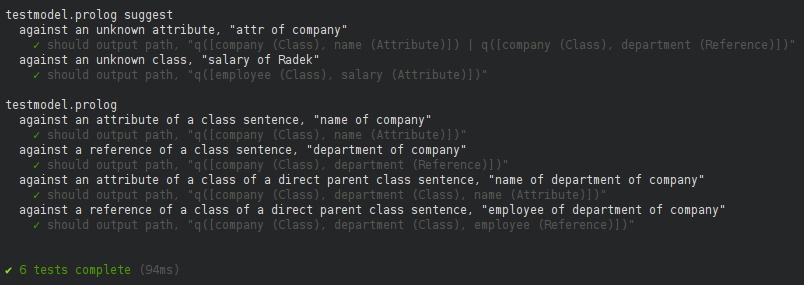 testmodel.prolog suggest
against an unknown attribute, "attr of company"
✓ should output path, "q([company (Class), name (Attribute)]) | q([company (Class), department (Reference)])"
against an unknown class, "salary of Radek"
✓ should output path, "q([employee (Class), salary (Attribute)])"
testmodel.prolog
against an attribute of a class sentence, "name of company"
✓ should output path, "q([company (Class), name (Attribute)])"
against a reference of a class sentence, "department of company"
✓ should output path, "q([company (Class), department (Reference)])"
against an attribute of a class of a direct parent class sentence, "name of department of company"
✓ should output path, "q([company (Class), department (Class), name (Attribute)])"
against a reference of a class of a direct parent class sentence, "employee of department of company"
✓ should output path, "q([company (Class), department (Class), employee (Reference)])"
✔ 6 tests complete (94ms)